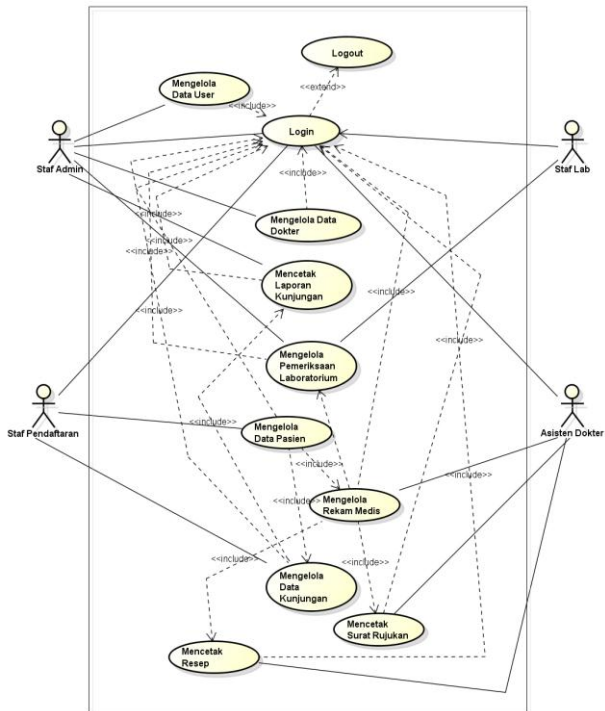 Logout
<<extend>>
Mengelola
Data User
<<include>>
Login
Staf Admin
Staf Lab
<<include>>
Mengelola Data
Dokter
<<include>>
<<include>>
<<include>>
Mencetak
Laporan
Kunjungan
<<include>>
<<include>>
<<include>>
Mengelola
Pemeriksaan
Laboratorium
Staf Pendaftaran
Asisten Dokter
Mengelola
Data Pasien
<<include>>
<<include>>
<<include>>
Mengelola
Rekam Medis
<<include>>
<<include>>
<<include>>
Mengelola
Data
Kunjungan
Mencetak
Surat Rujukan
Mencetak
Resep